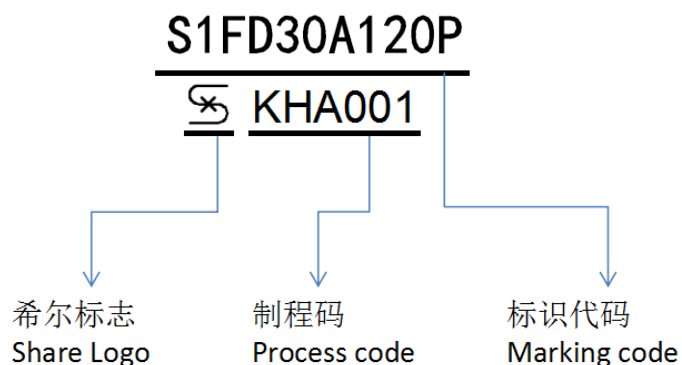 S1FD30A120P
KHA001
希尔标志
Share Logo
制程码
Process code
标识代码
Marking code